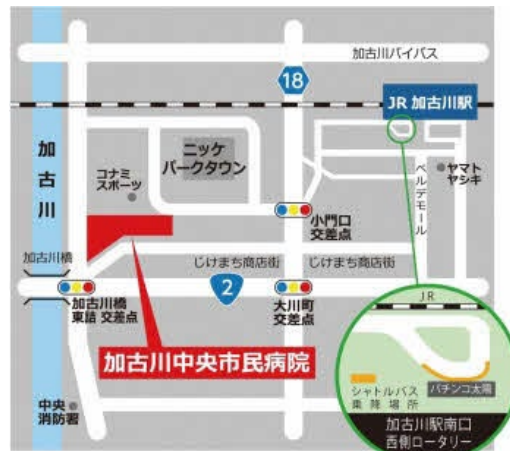 加古川バイパス
18
JR 加古川駅
加古川
ニッケ
パークタウン
コナミ
スポーツ
ベルデモール
ヤマト
ヤシキ
小門口
交差点
加古川橋
じけまち商店街
じけまち商店街
2
加古川橋
東詰 交差点
大川町
交差点
加古川中央市民病院
中央
消防署
JR
シャトルバス
乗降場所
パチンコ太陽
加古川駅南口
西側ロータリー